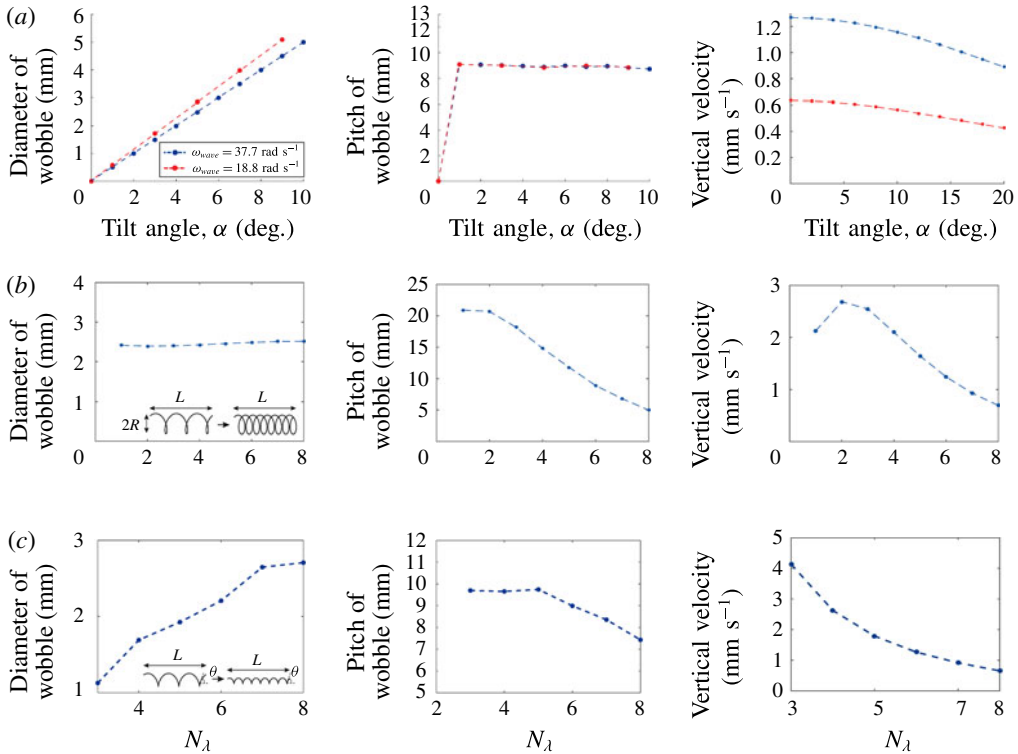 (a)
Diameter of
wobble (mm)
6
5
4
3
2
1
0
2
4
6
8
10
ω_wave = 37.7 rad s⁻¹
ω_wave = 18.8 rad s⁻¹
Tilt angle, α (deg.)
Pitch of
wobble (mm)
13
12
10
8
6
4
2
0
2
4
6
8
10
Tilt angle, α (deg.)
Vertical velocity
(mm s⁻¹)
1.2
1.0
0.8
0.6
0.4
0.2
0
5
10
15
20
Tilt angle, α (deg.)
(b)
Diameter of
wobble (mm)
4
3
2
1
0
2
4
6
8
L
L
2R
Pitch of
wobble (mm)
25
20
15
10
5
0
2
4
6
8
Vertical velocity
(mm s⁻¹)
3
2
1
0
2
4
6
8
(c)
Diameter of
wobble (mm)
3
2
1
4
6
8
L
L
θ
θ
N_λ
Pitch of
wobble (mm)
12
11
10
9
8
7
6
5
2
4
6
8
N_λ
Vertical velocity
(mm s⁻¹)
5
4
3
2
1
0
3
5
7
8
N_λ